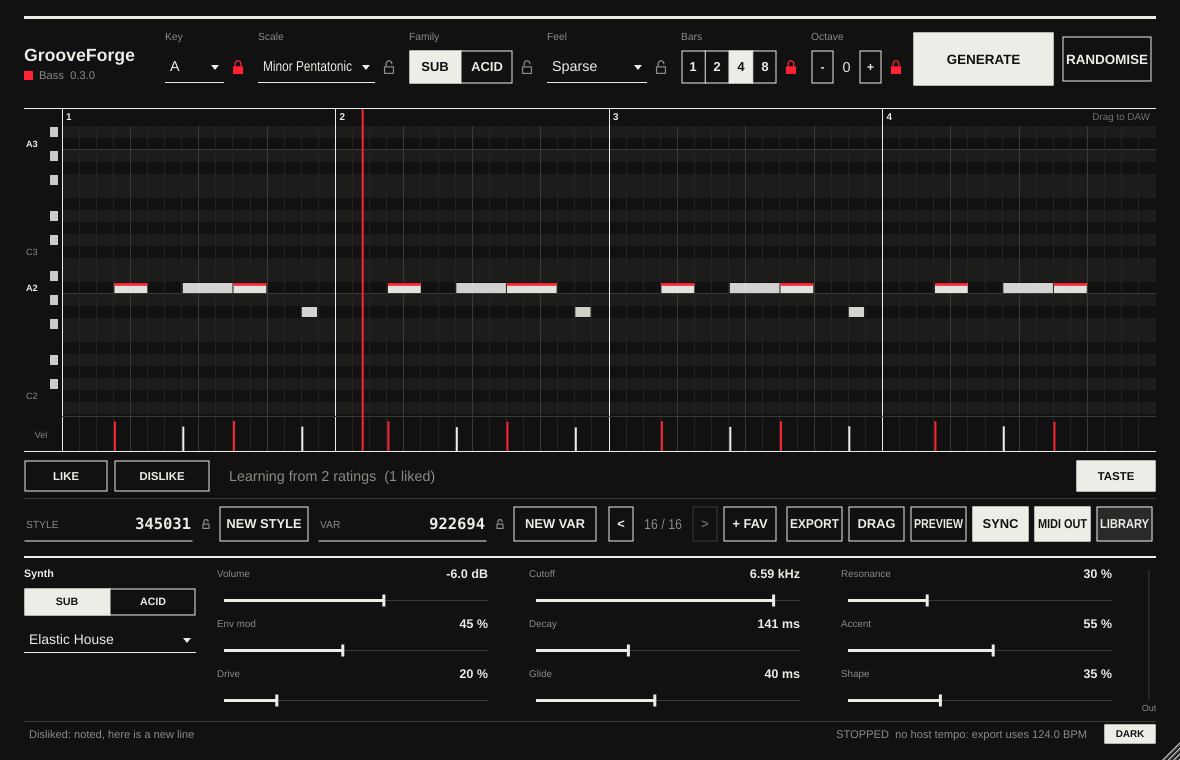 Key Scale Family Feel Bars Octave
GrooveForge
Bass 0.3.0
A Minor Pentatonic SUB ACID Sparse 1 2 4 8 - 0 + GENERATE RANDOMISE
1 2 3 4 Drag to DAW
A3
C3
A2
C2
Vel
LIKE DISLIKE Learning from 2 ratings (1 liked) TASTE
STYLE 345031 NEW STYLE VAR 922694 NEW VAR < 16 / 16 > + FAV EXPORT DRAG PREVIEW SYNC MIDI OUT LIBRARY
Synth Volume -6.0 dB Cutoff 6.59 kHz Resonance 30 %
SUB ACID
Env mod 45 % Decay 141 ms Accent 55 %
Elastic House
Drive 20 % Glide 40 ms Shape 35 %
Out
Disliked: noted, here is a new line STOPPED no host tempo: export uses 124.0 BPM DARK